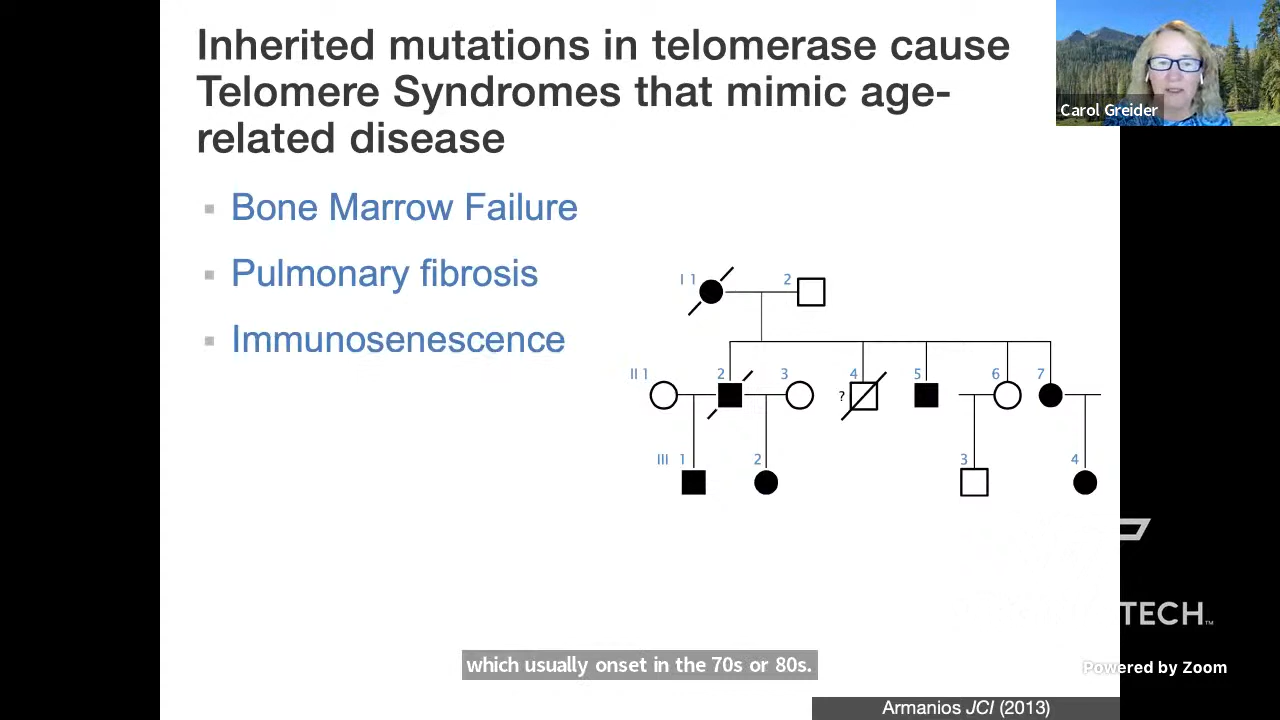 Inherited mutations in telomerase cause
Telomere Syndromes that mimic age-
related disease
Carol Greider
Bone Marrow Failure
Pulmonary fibrosis
Immunosenescence
I 1
2
II 1
2
3
4
5
6
7
?
III 1
2
3
4
TECH™
which usually onset in the 70s or 80s.
Powered by Zoom
Armanios JCI (2013)